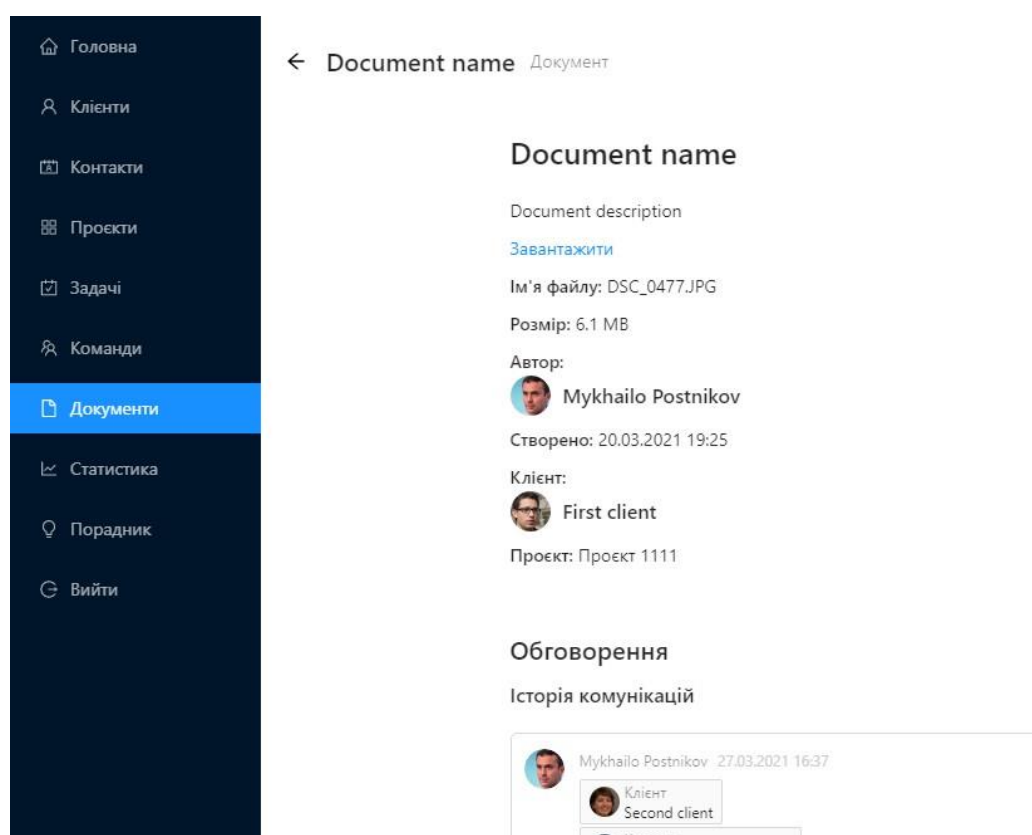 Головна
Клієнти
Контакти
Проєкти
Задачі
Команди
Документи
Статистика
Порадник
Вийти
Document name Документ
Document name
Document description
Завантажити
Ім'я файлу: DSC_0477.JPG
Розмір: 6.1 MB
Автор:
Mykhailo Postnikov
Створено: 20.03.2021 19:25
Клієнт:
First client
Проєкт: Проєкт 1111
Обговорення
Історія комунікацій
Mykhailo Postnikov 27.03.2021 16:37
Клієнт
Second client